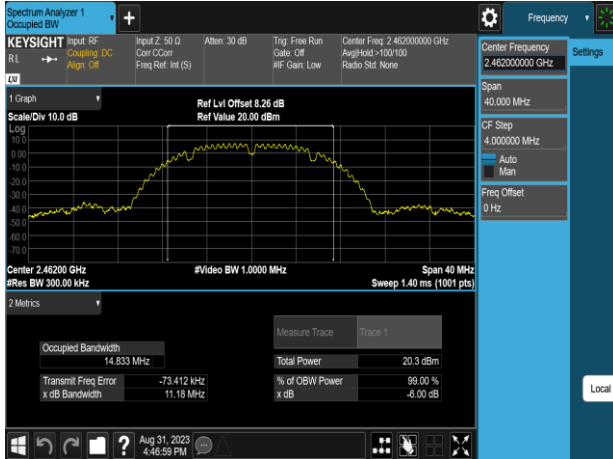 Spectrum Analyzer 1
Occupied BW
+
Frequency
KEYSIGHT
RL
LXI
Input: RF
Coupling: DC
Align: Off
Input Z: 50 Ω
Corr CCorr
Freq Ref: Int (S)
Atten: 30 dB
Trig: Free Run
Gate: Off
#IF Gain: Low
Center Freq: 2.462000000 GHz
Avg|Hold:>100/100
Radio Std: None
Center Frequency
2.462000000 GHz
Settings
Span
40.000 MHz
CF Step
4.000000 MHz
Auto
Man
Freq Offset
0 Hz
Local
1 Graph
Scale/Div 10.0 dB
Ref Lvl Offset 8.26 dB
Ref Value 20.00 dBm
Log
10.0
0.00
-10.0
-20.0
-30.0
-40.0
-50.0
-60.0
-70.0
Center 2.46200 GHz
#Video BW 1.0000 MHz
Span 40 MHz
#Res BW 300.00 kHz
Sweep 1.40 ms (1001 pts)
2 Metrics
Measure Trace
Trace 1
Occupied Bandwidth
14.833 MHz
Total Power
20.3 dBm
Transmit Freq Error
-73.412 kHz
% of OBW Power
99.00 %
x dB Bandwidth
11.18 MHz
x dB
-6.00 dB
?
Aug 31, 2023
4:46:59 PM